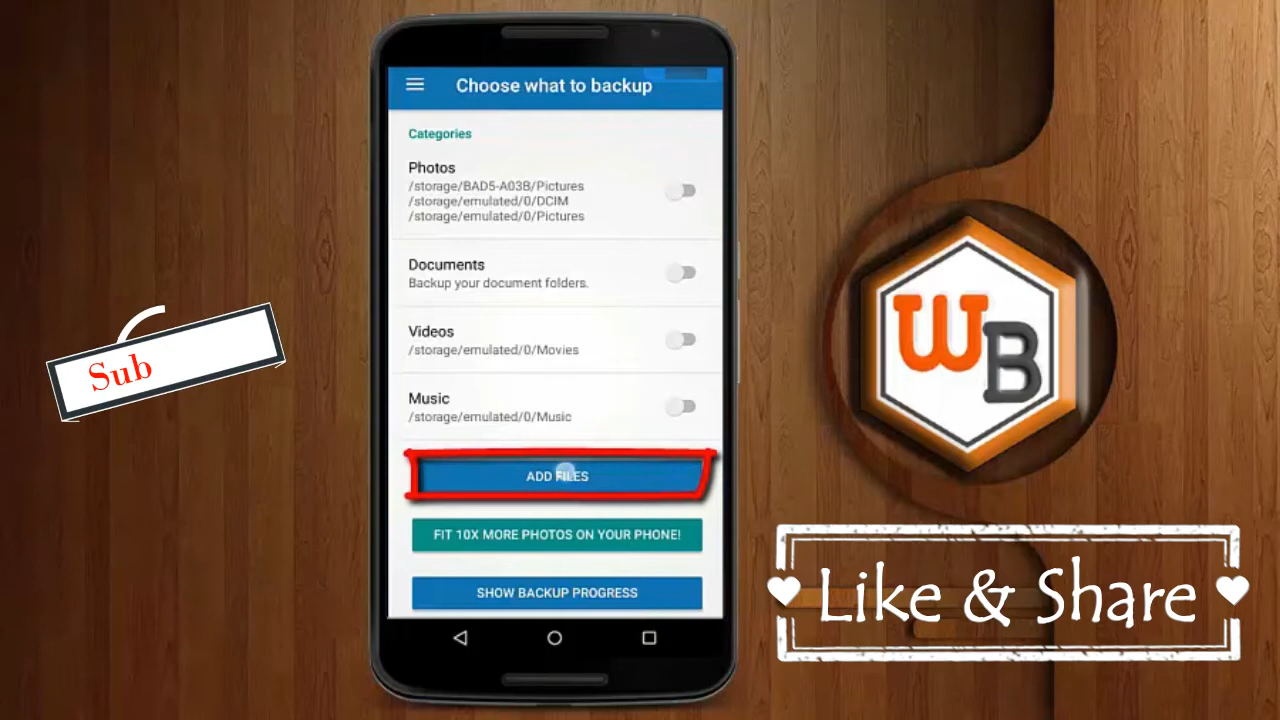 Choose what to backup
Categories
Photos
/storage/BAD5-A03B/Pictures
/storage/emulated/0/DCIM
/storage/emulated/0/Pictures
Documents
Backup your document folders.
Videos
/storage/emulated/0/Movies
Music
/storage/emulated/0/Music
ADD FILES
FIT 10X MORE PHOTOS ON YOUR PHONE!
SHOW BACKUP PROGRESS
Sub
WB
Like & Share